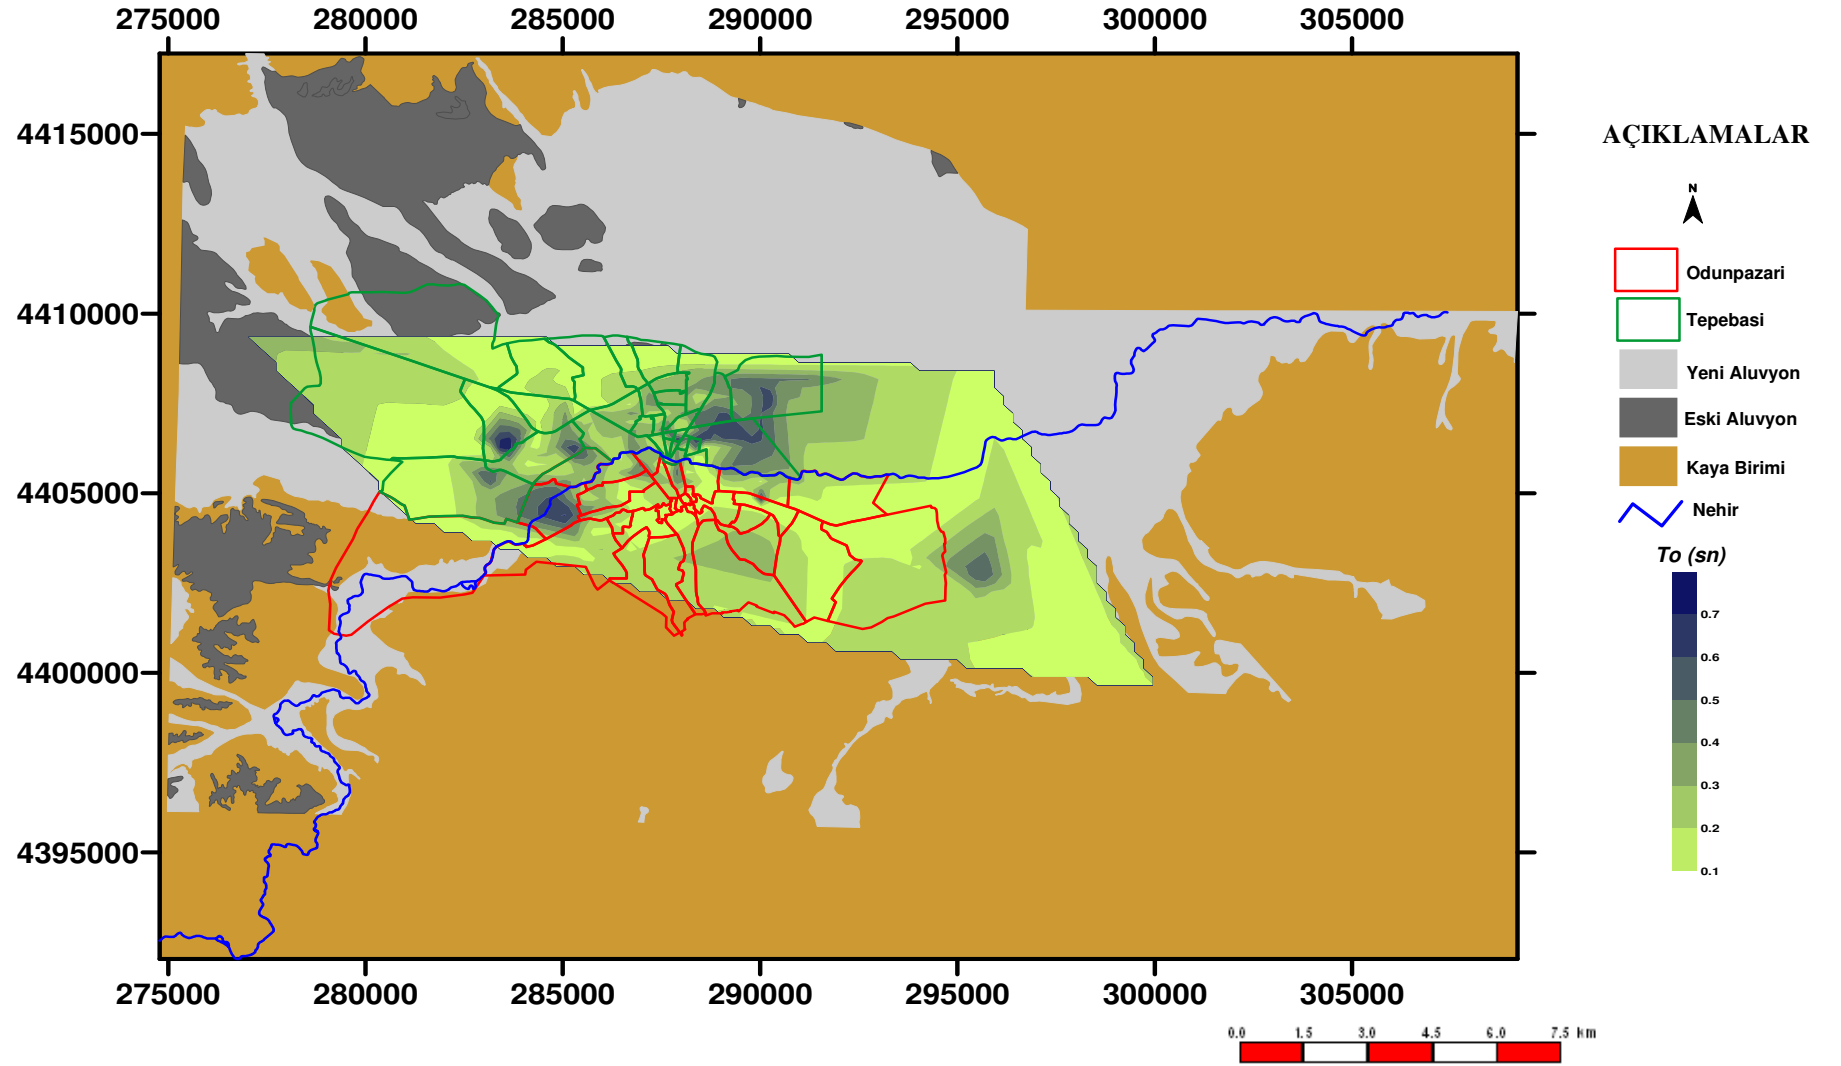 275000 280000 285000 290000 295000 300000 305000
4415000
4410000
4405000
4400000
4395000
275000 280000 285000 290000 295000 300000 305000
AÇIKLAMALAR
N
Odunpazari
Tepebasi
Yeni Aluvyon
Eski Aluvyon
Kaya Birimi
Nehir
To (sn)
0.7
0.6
0.5
0.4
0.3
0.2
0.1
0.0 1.5 3.0 4.5 6.0 7.5 km